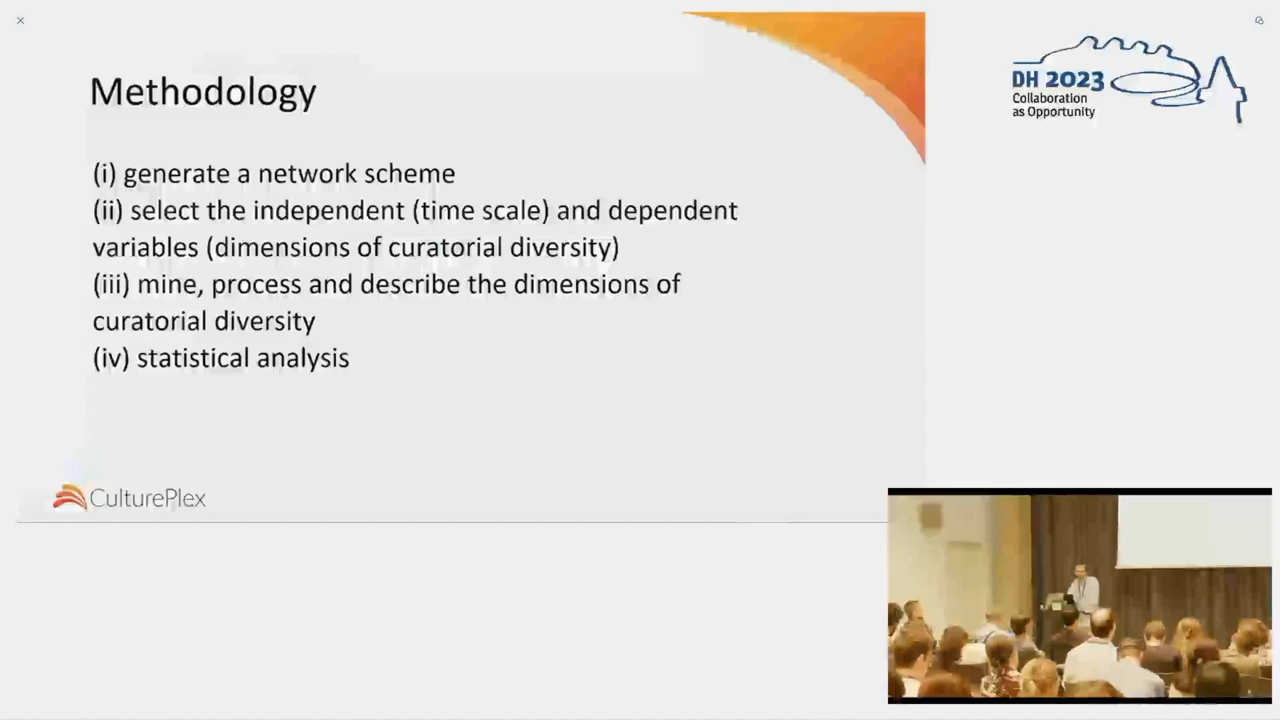 Methodology
(i) generate a network scheme
(ii) select the independent (time scale) and dependent
variables (dimensions of curatorial diversity)
(iii) mine, process and describe the dimensions of
curatorial diversity
(iv) statistical analysis
CulturePlex
DH 2023
Collaboration
as Opportunity